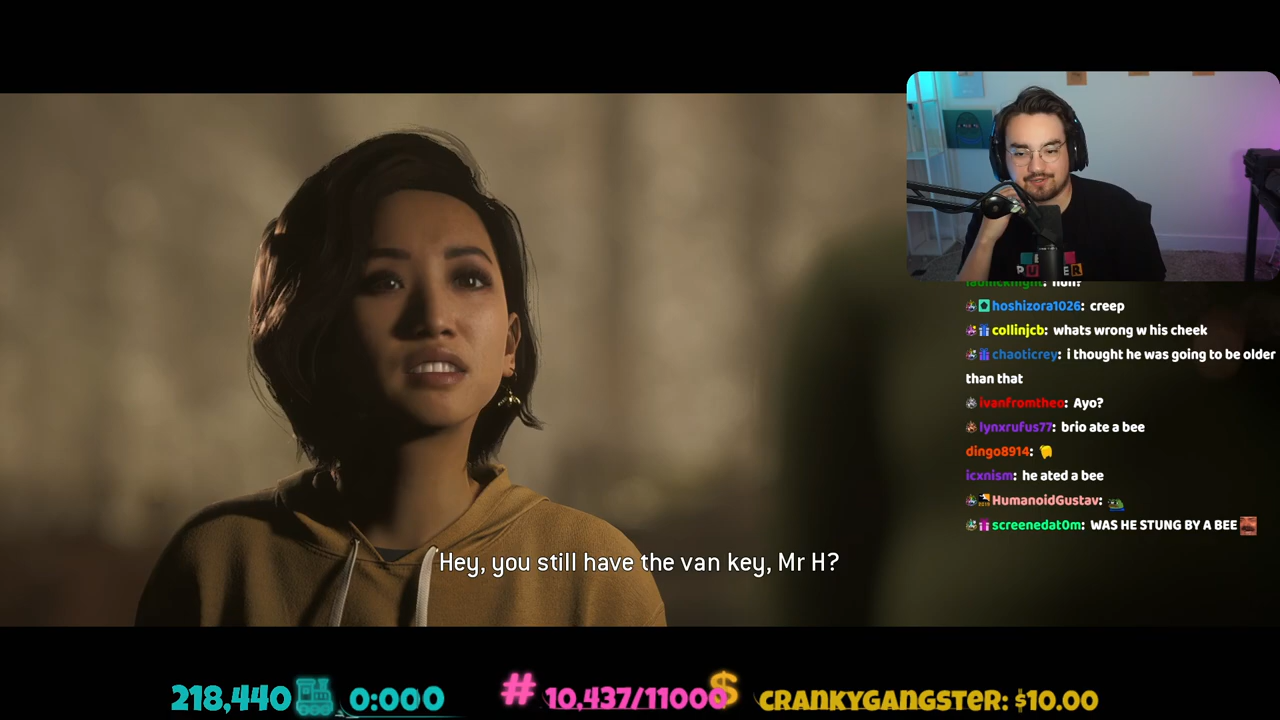 hoshizora1026: creep
collinjcb: whats wrong w his cheek
chaoticrey: i thought he was going to be older
than that
ivanfromtheo: Ayo?
lynxrufus77: brio ate a bee
dingo8914:
icxnism: he ated a bee
HumanoidGustav:
screenedat0m: WAS HE STUNG BY A BEE
Hey, you still have the van key, Mr H?
218,440 0:000 # 10,437/11000 $ CRANKYGANGSTER: $10.00